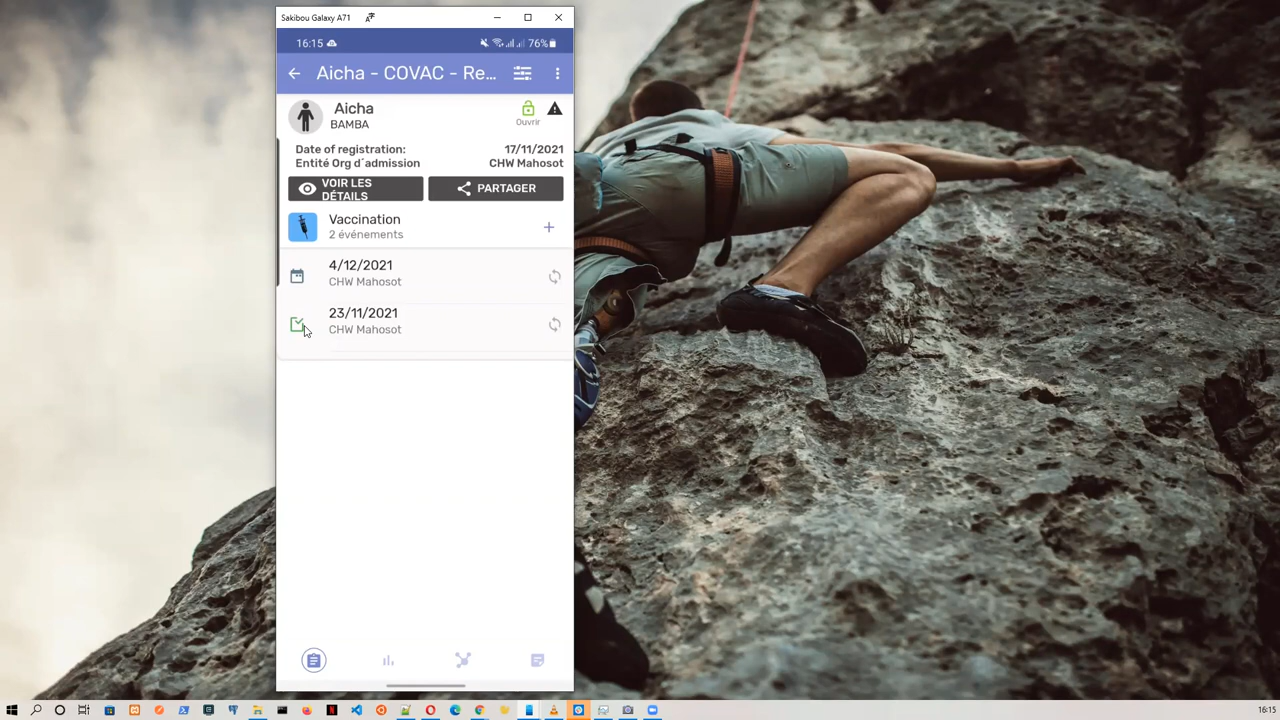 Sakibou Galaxy A71
16:15
76%
Aicha - COVAC - Re...
Aicha
BAMBA
Ouvrir
Date of registration: 17/11/2021
Entité Org d´admission CHW Mahosot
VOIR LES
DÉTAILS
PARTAGER
Vaccination
2 événements
4/12/2021
CHW Mahosot
23/11/2021
CHW Mahosot
16:15